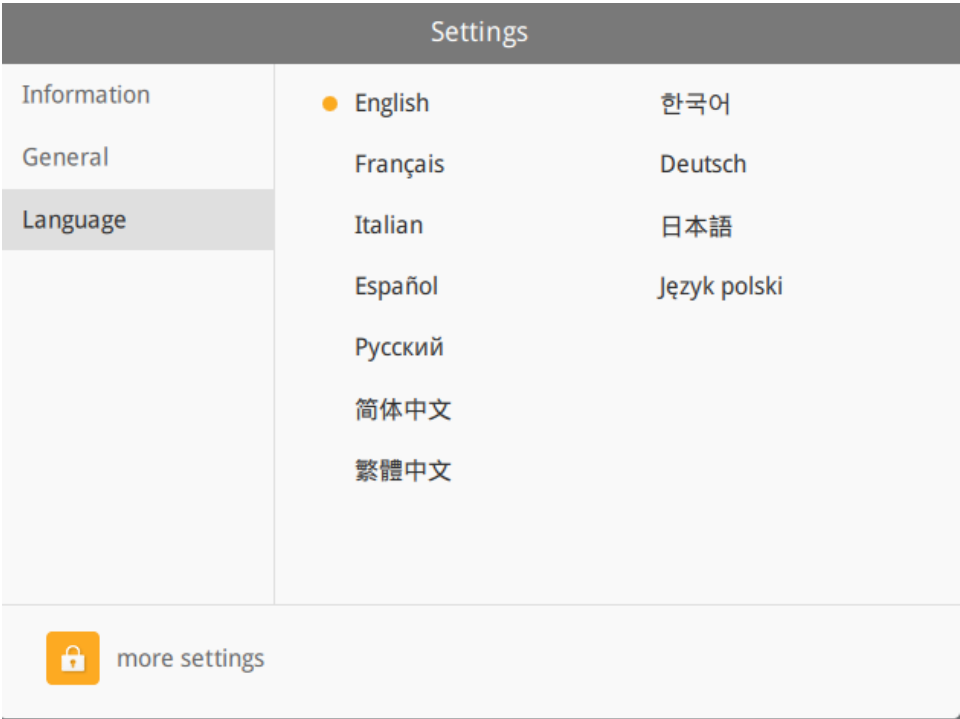 Settings
Information
General
Language
English
Français
Italian
Español
Русский
简体中文
繁體中文
한국어
Deutsch
日本語
Język polski
more settings